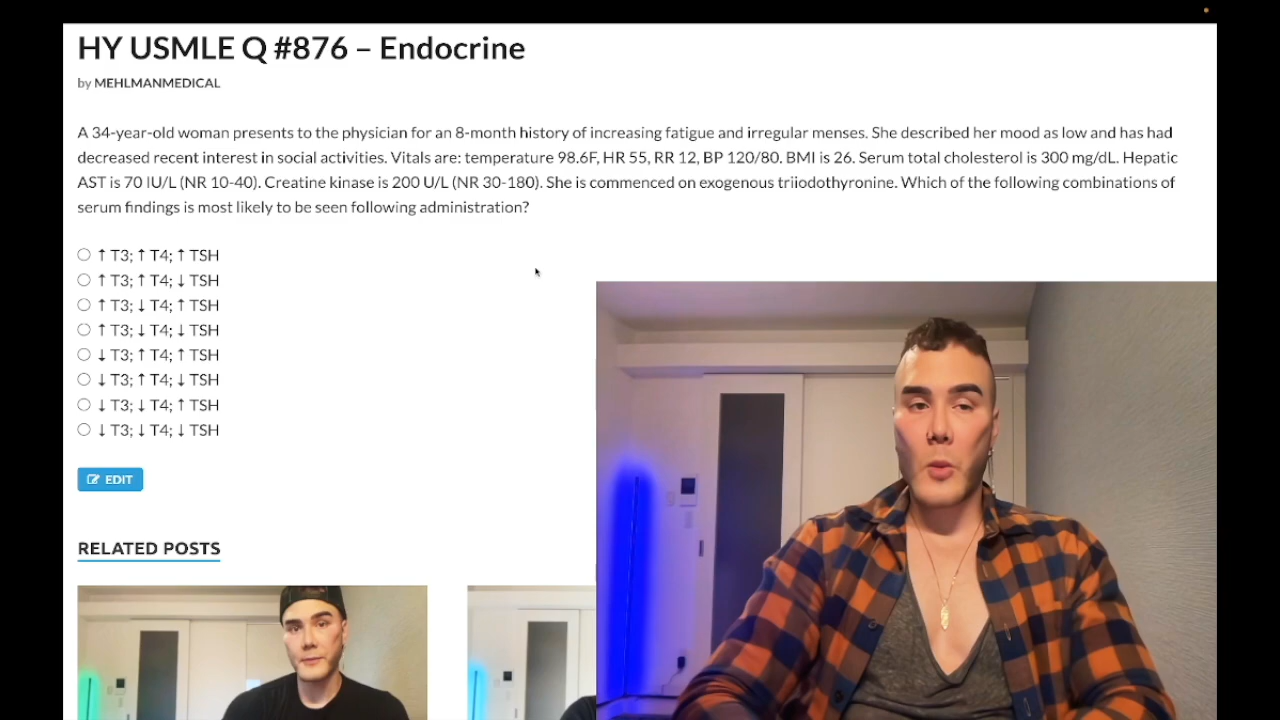 HY USMLE Q #876 – Endocrine
by MEHLMANMEDICAL
A 34-year-old woman presents to the physician for an 8-month history of increasing fatigue and irregular menses. She described her mood as low and has had
decreased recent interest in social activities. Vitals are: temperature 98.6F, HR 55, RR 12, BP 120/80. BMI is 26. Serum total cholesterol is 300 mg/dL. Hepatic
AST is 70 IU/L (NR 10-40). Creatine kinase is 200 U/L (NR 30-180). She is commenced on exogenous triiodothyronine. Which of the following combinations of
serum findings is most likely to be seen following administration?
↑ T3; ↑ T4; ↑ TSH
↑ T3; ↑ T4; ↓ TSH
↑ T3; ↓ T4; ↑ TSH
↑ T3; ↓ T4; ↓ TSH
↓ T3; ↑ T4; ↑ TSH
↓ T3; ↑ T4; ↓ TSH
↓ T3; ↓ T4; ↑ TSH
↓ T3; ↓ T4; ↓ TSH
EDIT
RELATED POSTS